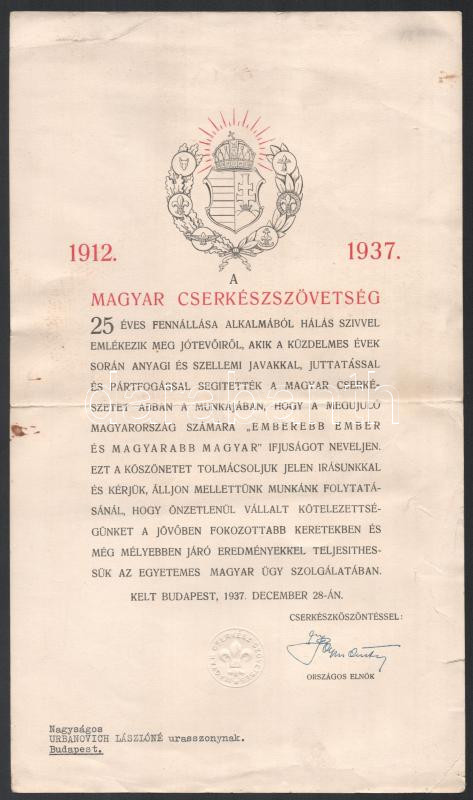 1912. 1937.
A
MAGYAR CSERKÉSZSZÖVETSÉG
25 ÉVES FENNÁLLÁSA ALKALMÁBÓL HÁLÁS SZIVVEL
EMLÉKEZIK MEG JÓTEVŐIRŐL, AKIK A KÜZDELMES ÉVEK
SORÁN ANYAGI ÉS SZELLEMI JAVAKKAL, JUTTATÁSSAL
ÉS PÁRTFOGÁSSAL SEGITETTÉK A MAGYAR CSERKÉ-
SZETET ABBAN A MUNKÁJÁBAN, HOGY A MEGUJULÓ
MAGYARORSZÁG SZÁMÁRA „EMBEREBB EMBER
ÉS MAGYARABB MAGYAR" IFJUSÁGOT NEVELJEN.
EZT A KÖSZÖNETET TOLMÁCSOLJUK JELEN IRÁSUNKKAL
ÉS KÉRJÜK, ÁLLJON MELLETTÜNK MUNKÁNK FOLYTATÁ-
SÁNÁL, HOGY ÖNZETLENÜL VÁLLALT KÖTELEZETTSÉ-
GÜNKET A JÖVŐBEN FOKOZOTTABB KERETEKBEN ÉS
MÉG MÉLYEBBEN JÁRÓ EREDMÉNYEKKEL TELJESITHES-
SÜK AZ EGYETEMES MAGYAR ÜGY SZOLGÁLATÁBAN.
KELT BUDAPEST, 1937. DECEMBER 28-ÁN.
CSERKÉSZKÖSZÖNTÉSSEL:
ORSZÁGOS ELNÖK
Nagyságos
URBANOVICH LÁSZLÓNÉ urasszonynak.
Budapest.